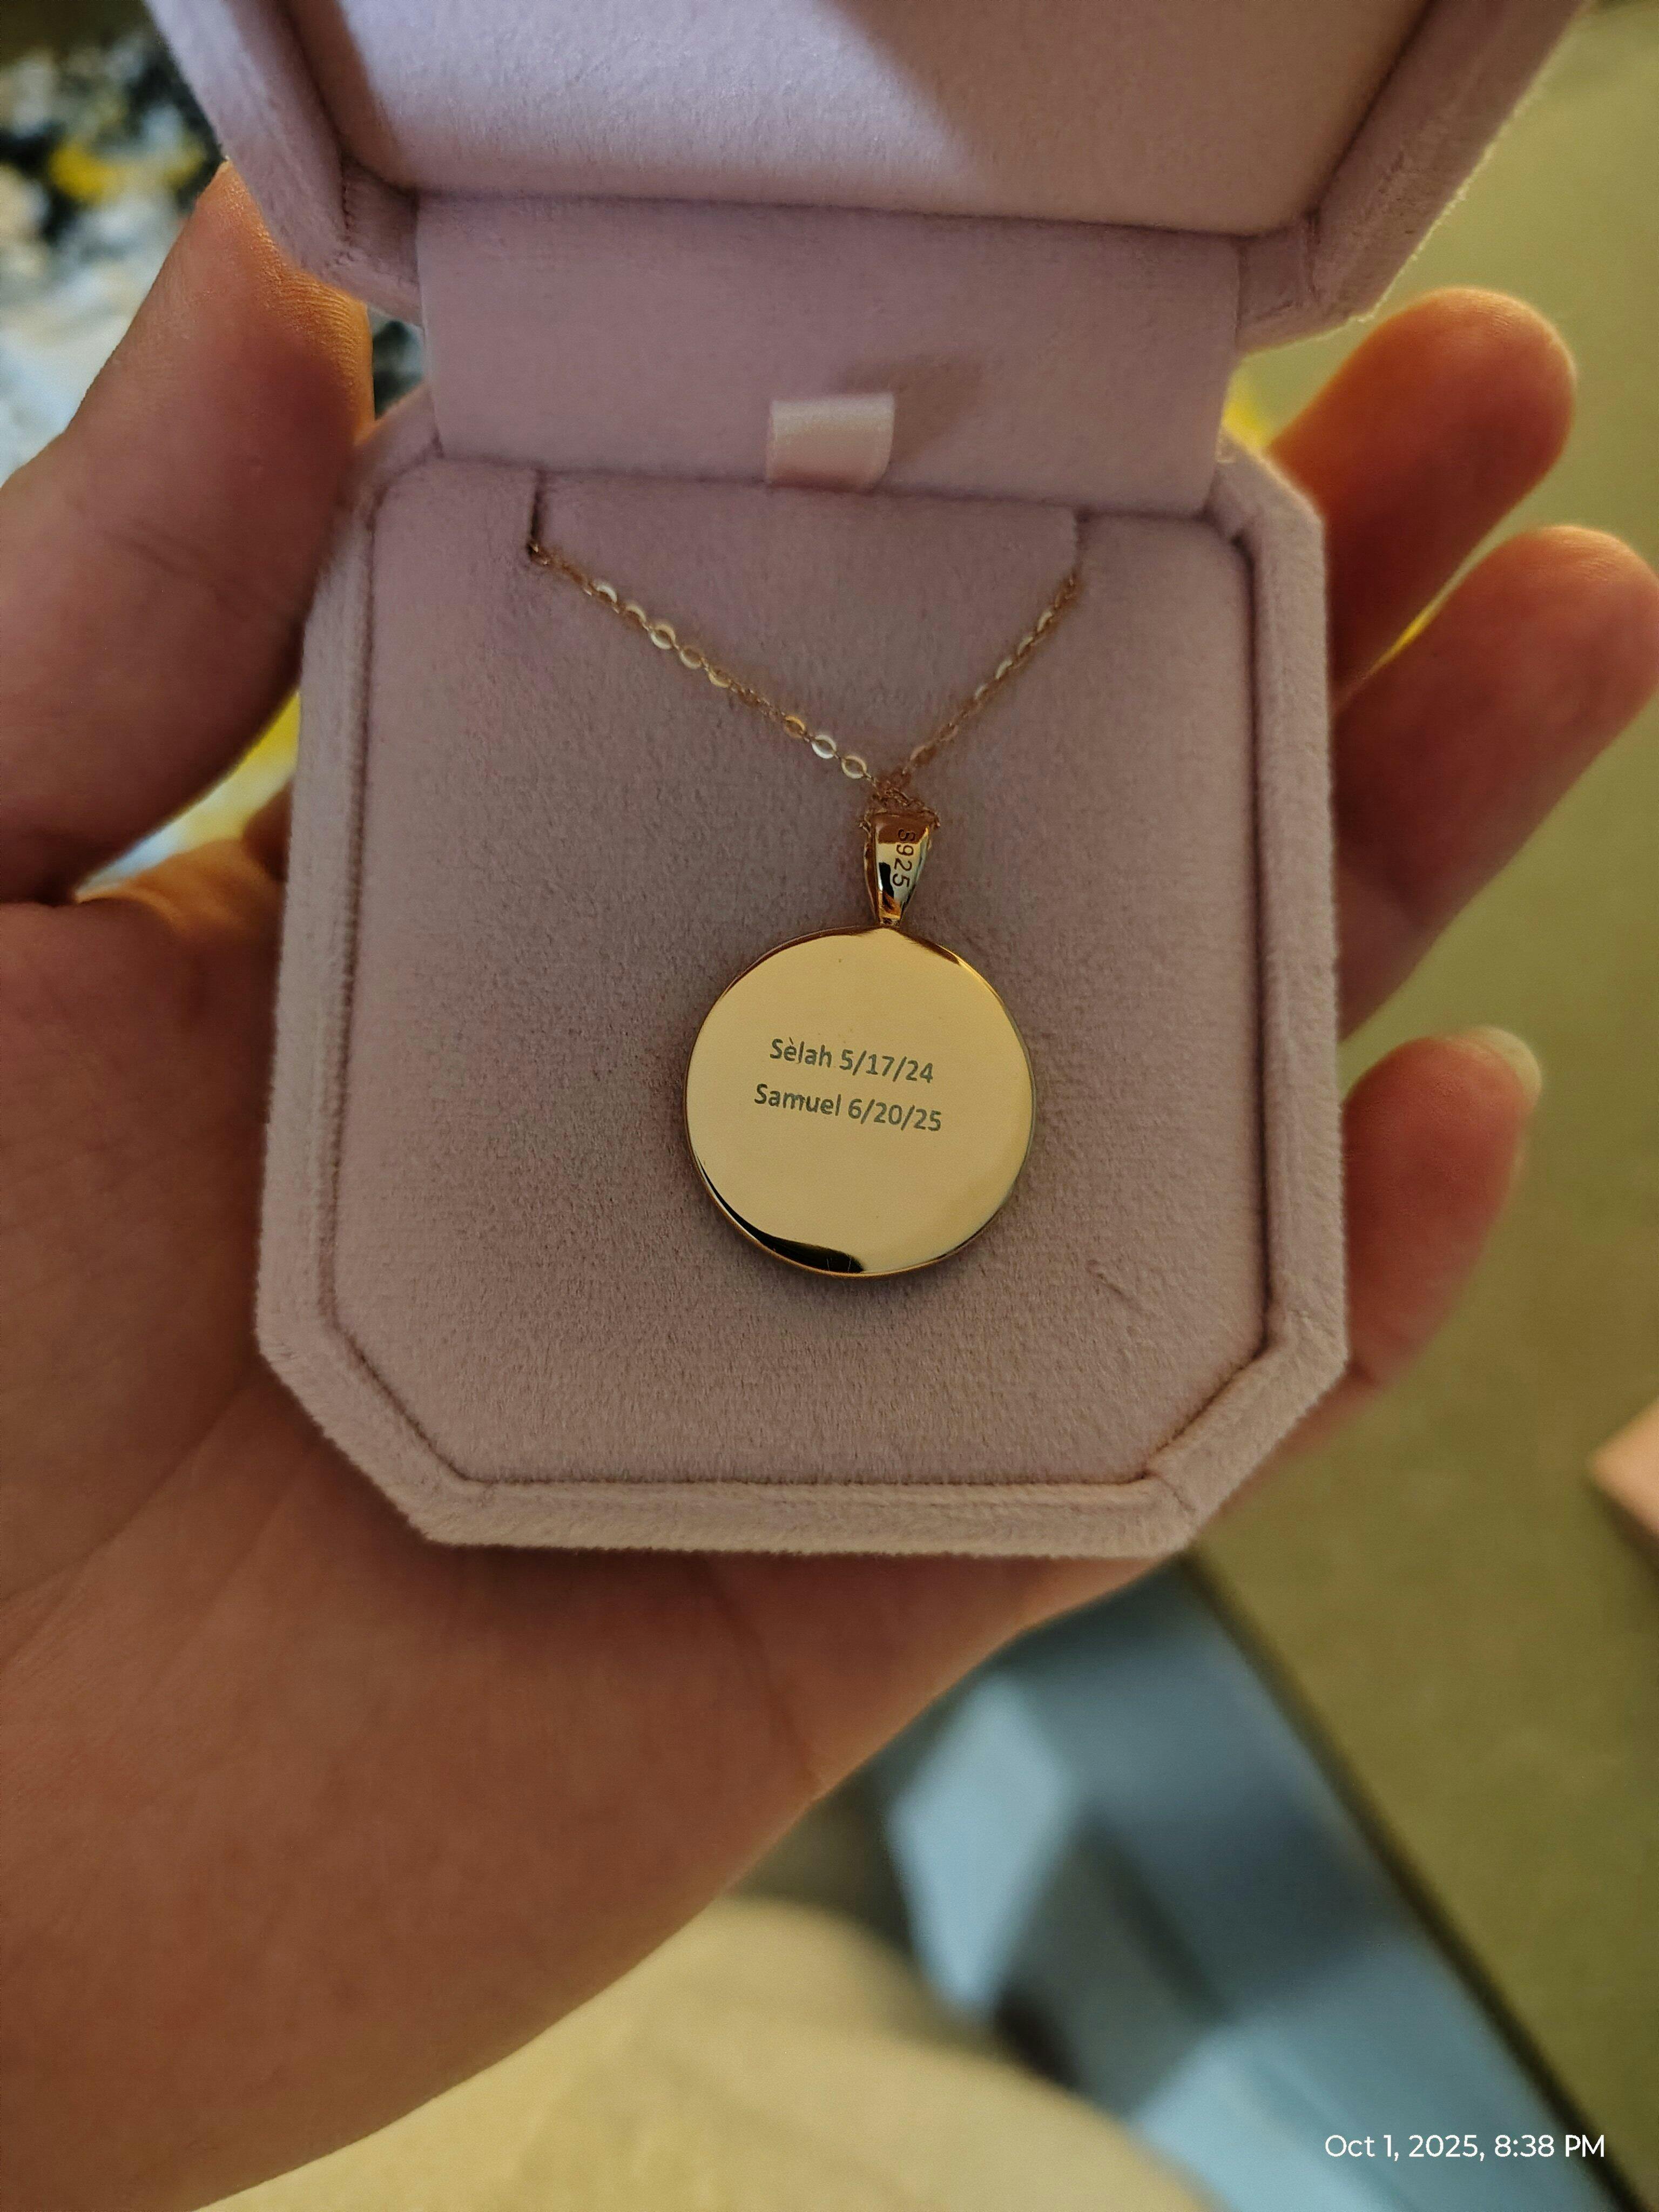 S925
Sèlah 5/17/24
Samuel 6/20/25
Oct 1, 2025, 8:38 PM